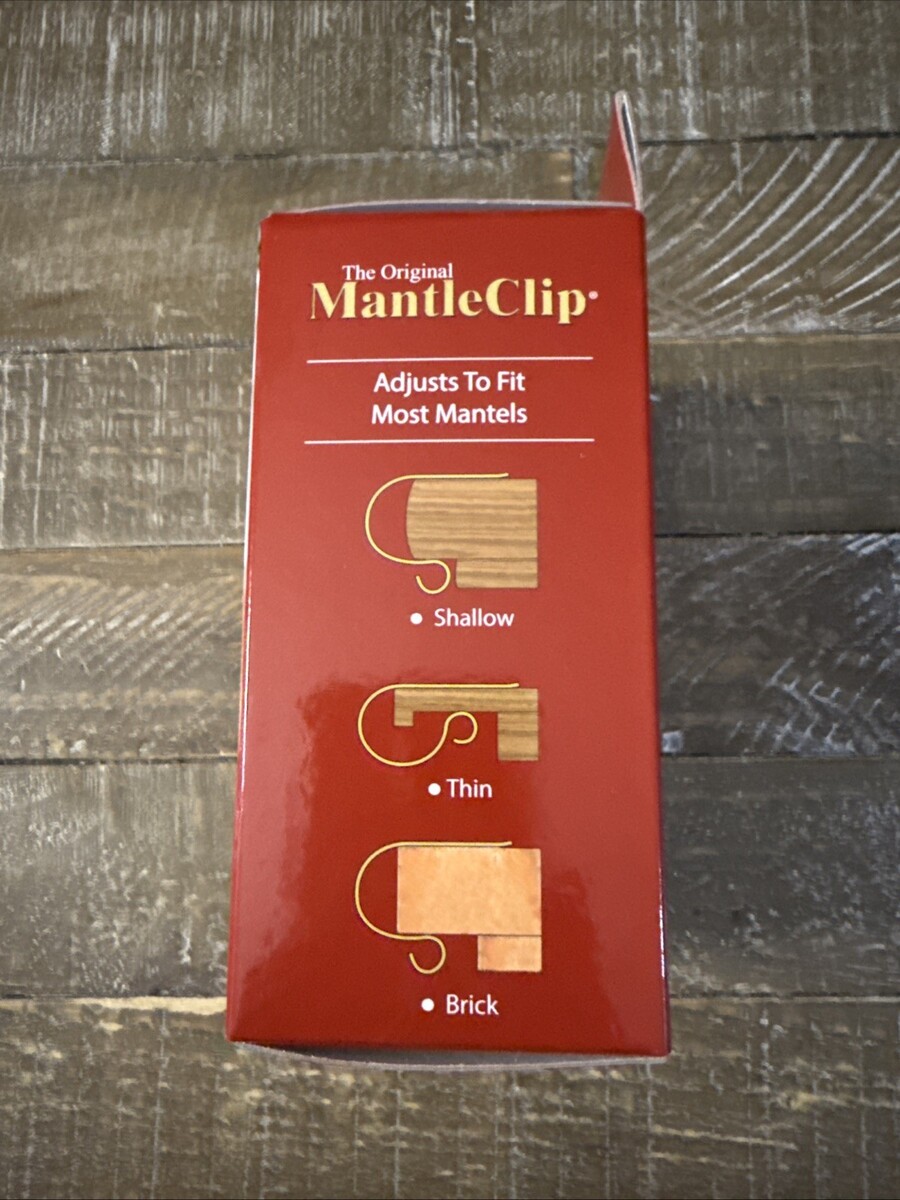 The Original
MantleClip®
Adjusts To Fit
Most Mantels
• Shallow
• Thin
• Brick